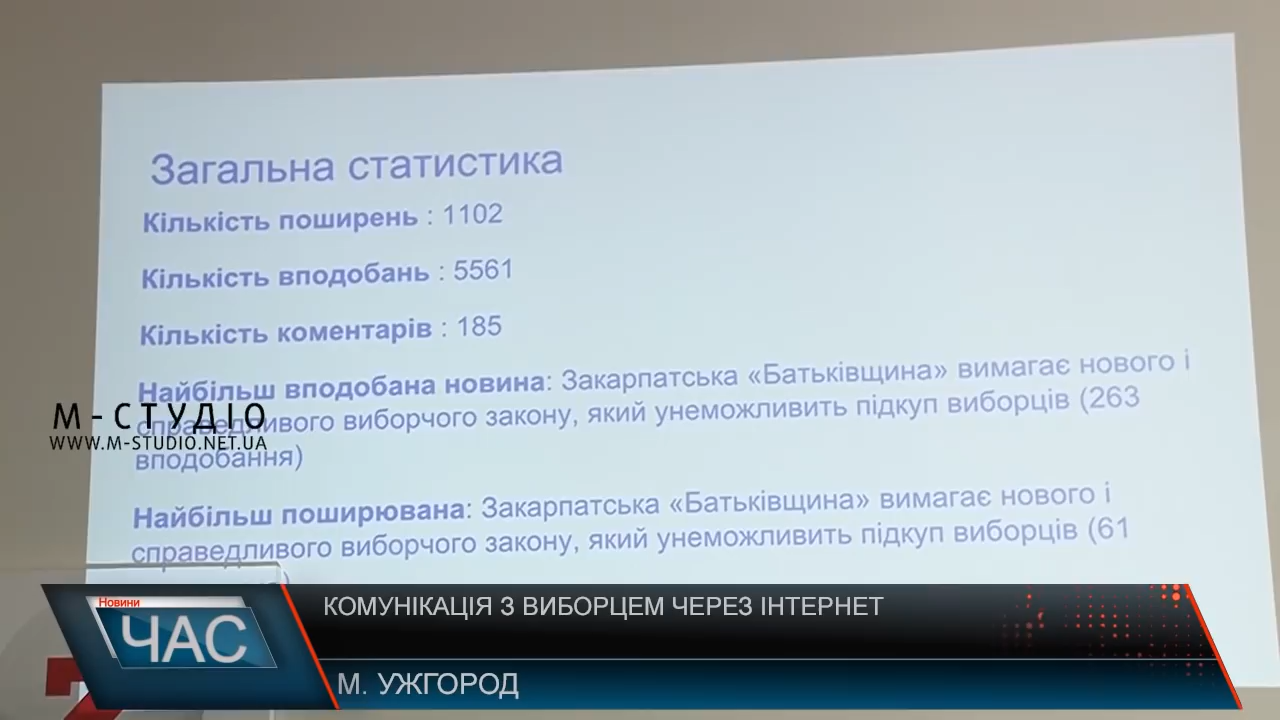 Загальна статистика
Кількість поширень : 1102
Кількість вподобань : 5561
Кількість коментарів : 185
Найбільш вподобана новина: Закарпатська «Батьківщина» вимагає нового і
справедливого виборчого закону, який унеможливить підкуп виборців (263
вподобання)
М-СТУДІО
WWW.M-STUDIO.NET.UA
Найбільш поширювана: Закарпатська «Батьківщина» вимагає нового і
справедливого виборчого закону, який унеможливить підкуп виборців (61
Новини
ЧАС
КОМУНІКАЦІЯ З ВИБОРЦЕМ ЧЕРЕЗ ІНТЕРНЕТ
М. УЖГОРОД